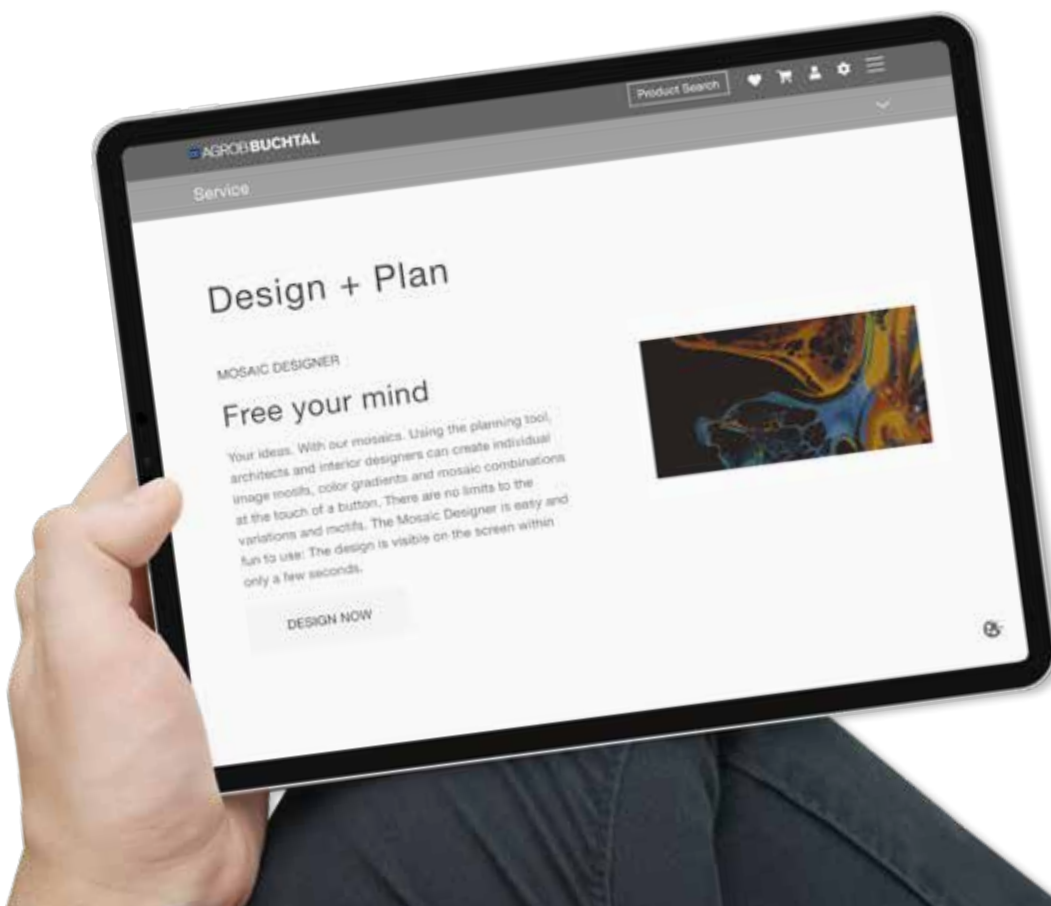 Product Search
AGROB BUCHTAL
Service
Design + Plan
MOSAIC DESIGNER
Free your mind
Your ideas. With our mosaics. Using the planning tool,
architects and interior designers can create individual
image motifs, color gradients and mosaic combinations
at the touch of a button. There are no limits to the
variations and motifs. The Mosaic Designer is easy and
fun to use: The design is visible on the screen within
only a few seconds.
DESIGN NOW